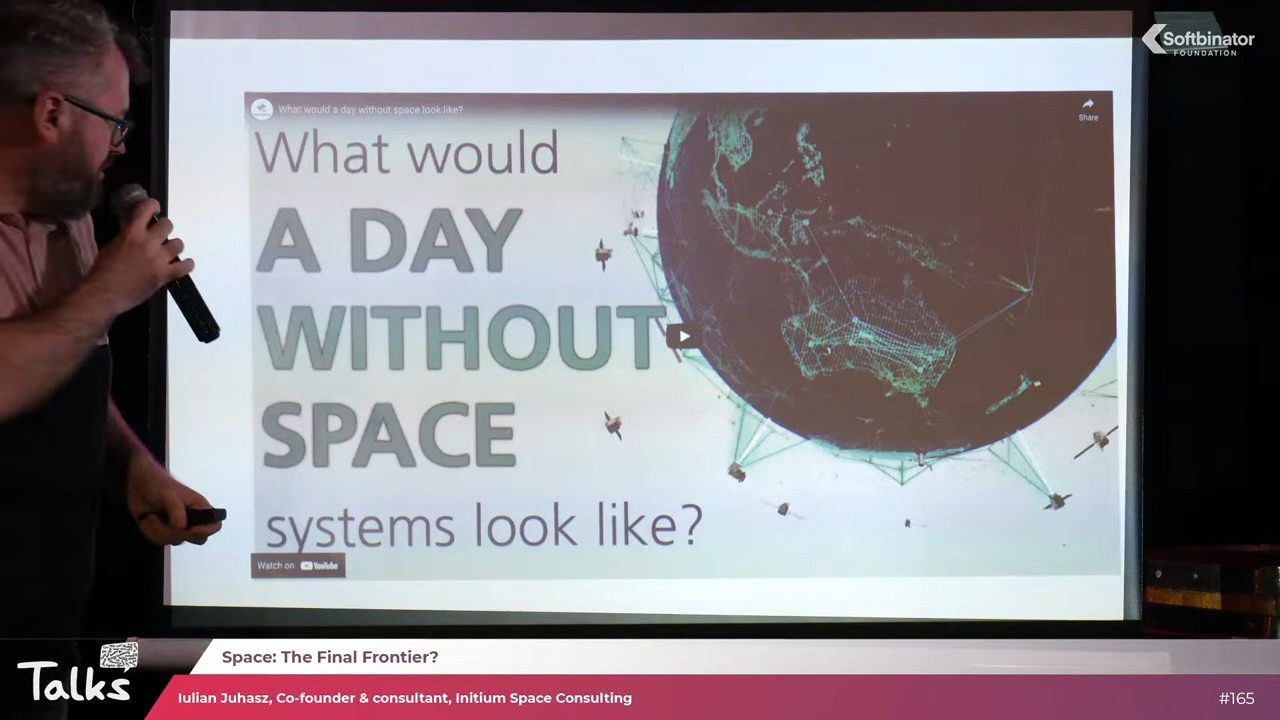 Softbinator
FOUNDATION
What would a day without space look like?
Share
What would
A DAY
WITHOUT
SPACE
systems look like?
Watch on YouTube
Talks
Space: The Final Frontier?
Iulian Juhasz, Co-founder & consultant, Initium Space Consulting
#165